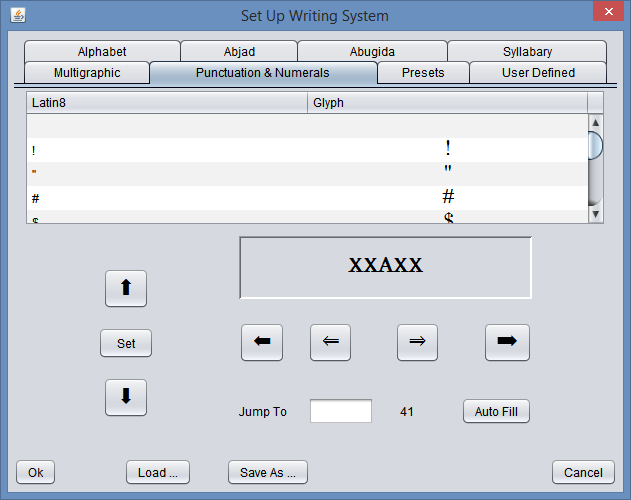 Set Up Writing System
Alphabet Abjad Abugida Syllabary
Multigraphic Punctuation & Numerals Presets User Defined
Latin8 Glyph
! !
" "
# #
$ $
XXAXX
Set
Jump To 41 Auto Fill
Ok Load ... Save As ... Cancel